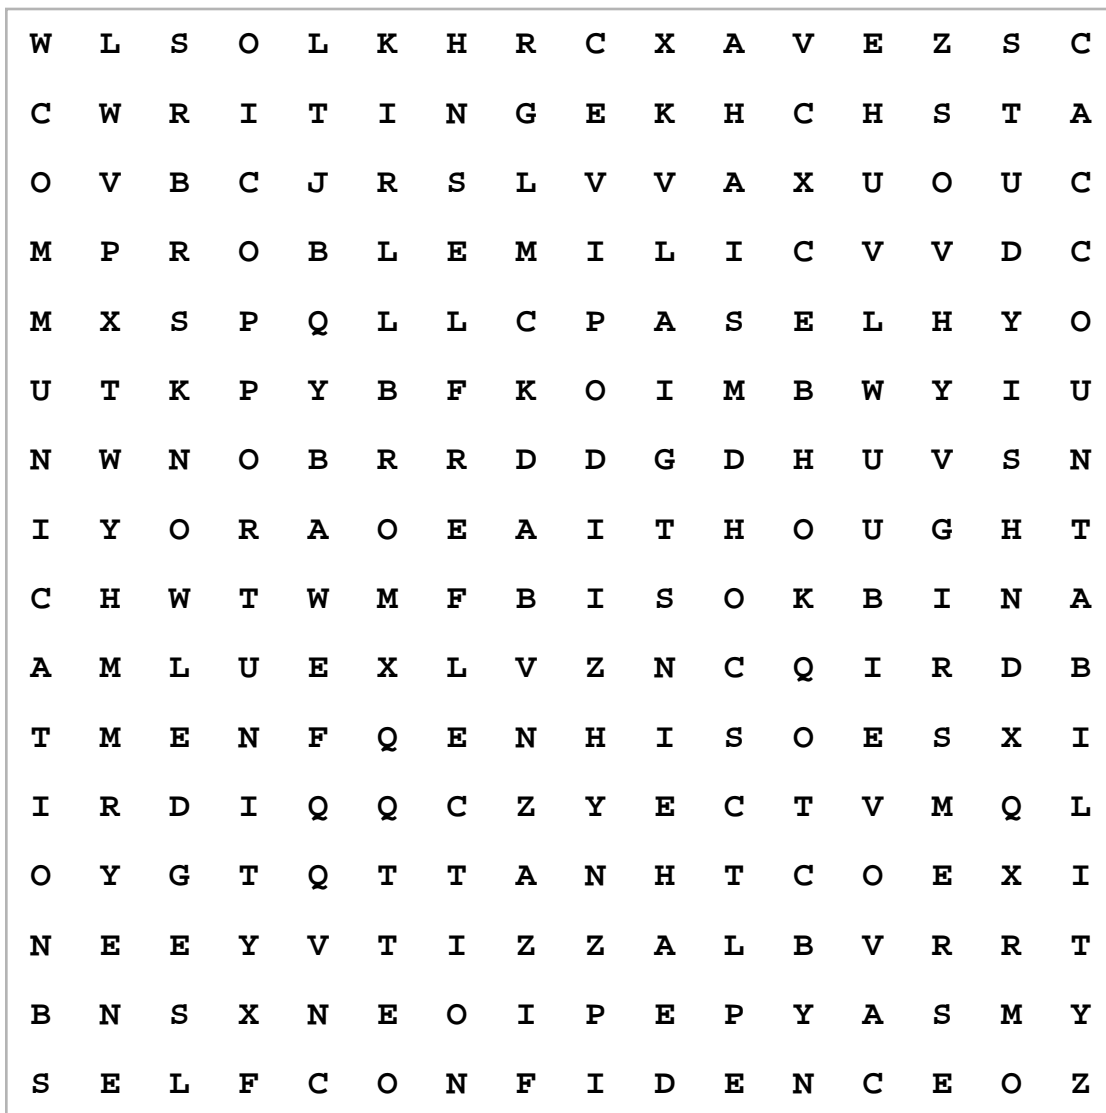 W L S O L K H R C X A V E Z S C
C W R I T I N G E K H C H S T A
O V B C J R S L V V A X U O U C
M P R O B L E M I L I C V V D C
M X S P Q L L C P A S E L H Y O
U T K P Y B F K O I M B W Y I U
N W N O B R R D D G D H U V S N
I Y O R A O E A I T H O U G H T
C H W T W M F B I S O K B I N A
A M L U E X L V Z N C Q I R D B
T M E N F Q E N H I S O E S X I
I R D I Q Q C Z Y E C T V M Q L
O Y G T Q T T A N H T C O E X I
N E E Y V T I Z Z A L B V R R T
B N S X N E O I P E P Y A S M Y
S E L F C O N F I D E N C E O Z